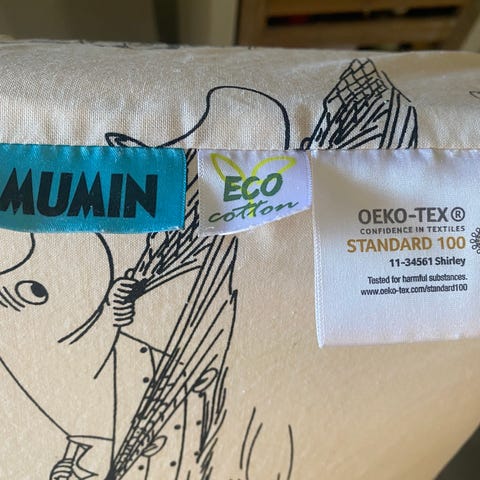 MUMIN
ECO
cotton
OEKO-TEX®
CONFIDENCE IN TEXTILES
STANDARD 100
11-34561 Shirley
Tested for harmful substances.
www.oeko-tex.com/standard100